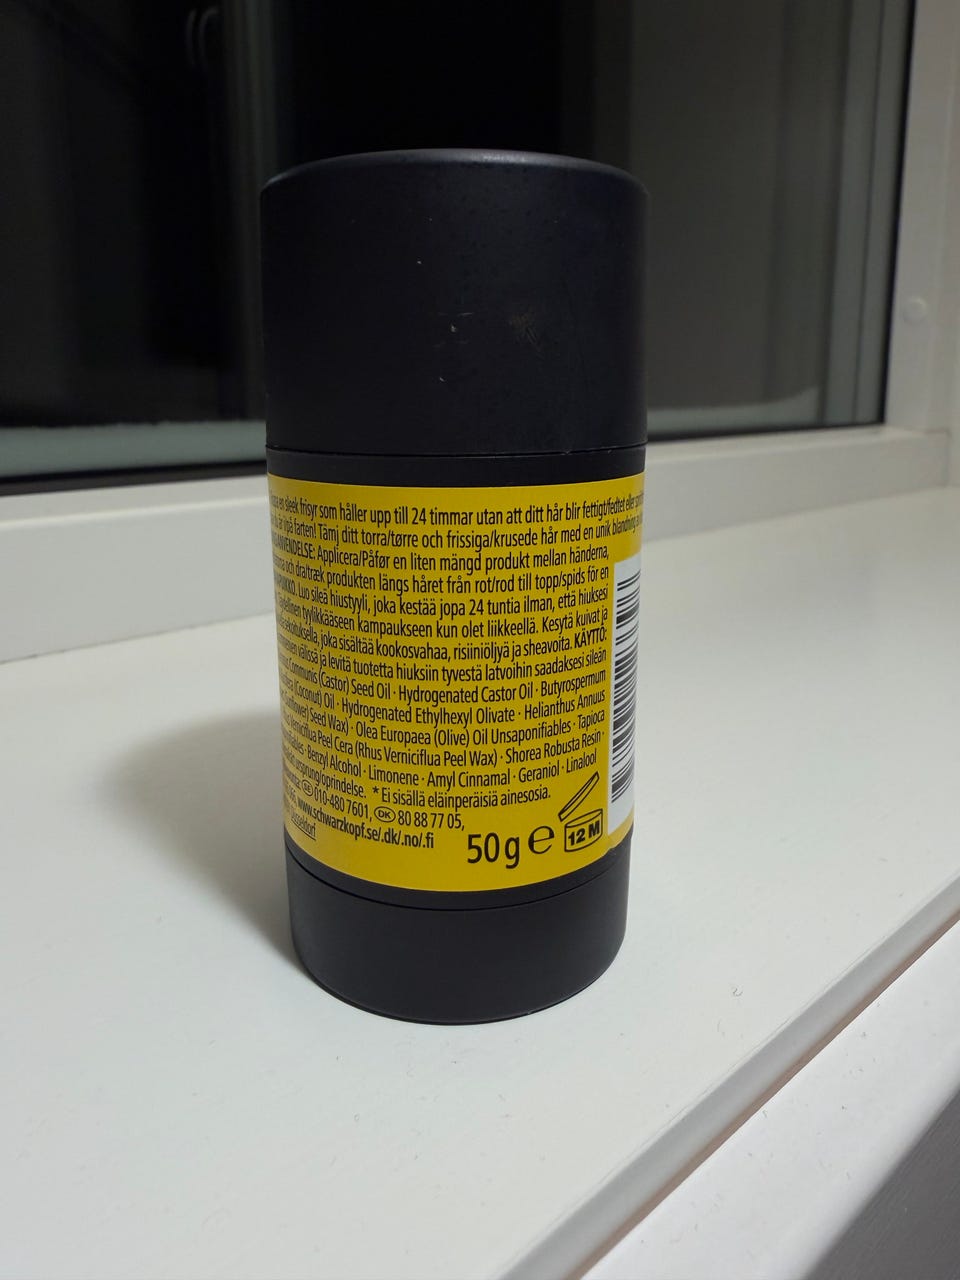 en sleek frisyr som håller upp till 24 timmar utan att ditt hår blir fettigt/fedtet eller
på farten! Tämj ditt torra/tørre och frissiga/krusede hår med en unik blandning
Applicera/Påfør en liten mängd produkt mellan händerna,
och dra/træk produkten längs håret från rot/rod till topp/spids för en
Luo sileä hiustyyli, joka kestää jopa 24 tuntia ilman, että hiuksesi
tyylikkääseen kampaukseen kun olet liikkeellä. Kesytä kuivat ja
joka sisältää kookosvahaa, risiiniöljyä ja sheavoita. KÄYTTÖ:
välissä ja levitä tuotetta hiuksiin tyvestä latvoihin saadaksesi sileän
Communis (Castor) Seed Oil · Hydrogenated Castor Oil · Butyrospermum
(Coconut) Oil · Hydrogenated Ethylhexyl Olivate · Helianthus Annuus
Seed Wax) · Olea Europaea (Olive) Oil Unsaponifiables · Tapioca
Verniciflua Peel Cera (Rhus Verniciflua Peel Wax) · Shorea Robusta Resin ·
· Benzyl Alcohol · Limonene · Amyl Cinnamal · Geraniol · Linalool
ursprung/oprindelse. * Ei sisällä eläinperäisiä ainesosia.
SE 010-480 7601, DK 80 88 77 05,
www.schwarzkopf.se/.dk/.no/.fi
50 g e 12 M